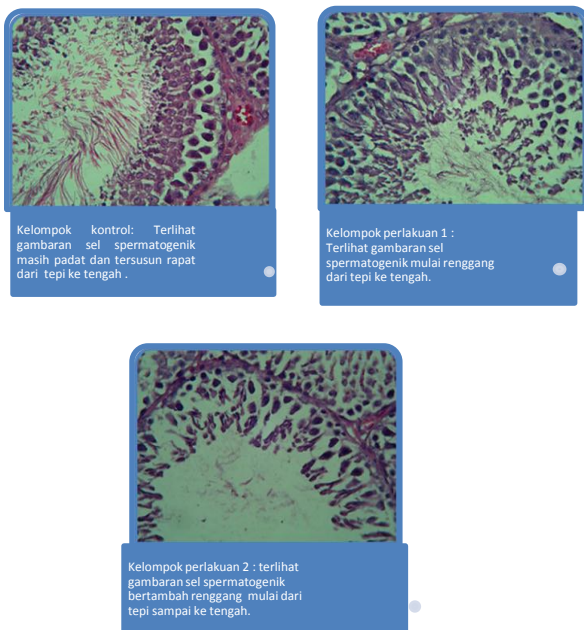 Kelompok kontrol: Terlihat
gambaran sel spermatogenik
masih padat dan tersusun rapat
dari tepi ke tengah .
Kelompok perlakuan 1 :
Terlihat gambaran sel
spermatogenik mulai renggang
dari tepi ke tengah.
Kelompok perlakuan 2 : terlihat
gambaran sel spermatogenik
bertambah renggang mulai dari
tepi sampai ke tengah.